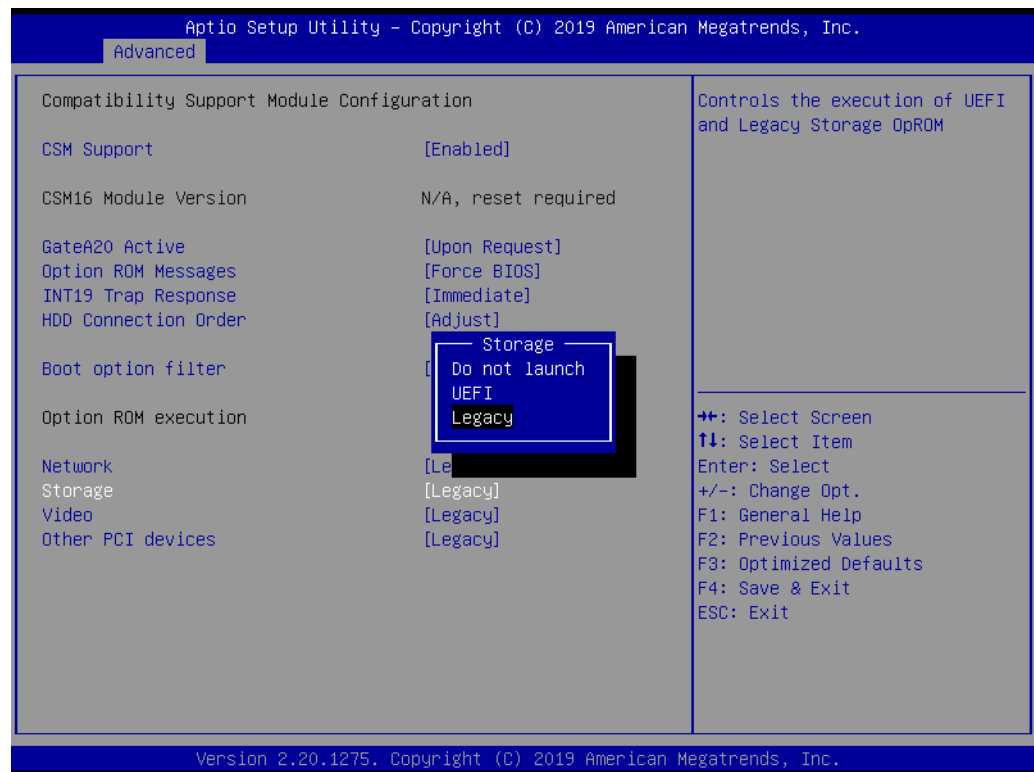 Aptio Setup Utility – Copyright (C) 2019 American Megatrends, Inc.
Advanced
Compatibility Support Module Configuration
CSM Support [Enabled]
CSM16 Module Version N/A, reset required
GateA20 Active [Upon Request]
Option ROM Messages [Force BIOS]
INT19 Trap Response [Immediate]
HDD Connection Order [Adjust]
Boot option filter [
Option ROM execution
Network [Le
Storage [Legacy]
Video [Legacy]
Other PCI devices [Legacy]
Storage
Do not launch
UEFI
Legacy
Controls the execution of UEFI
and Legacy Storage OpROM
→←: Select Screen
↑↓: Select Item
Enter: Select
+/-: Change Opt.
F1: General Help
F2: Previous Values
F3: Optimized Defaults
F4: Save & Exit
ESC: Exit
Version 2.20.1275. Copyright (C) 2019 American Megatrends, Inc.